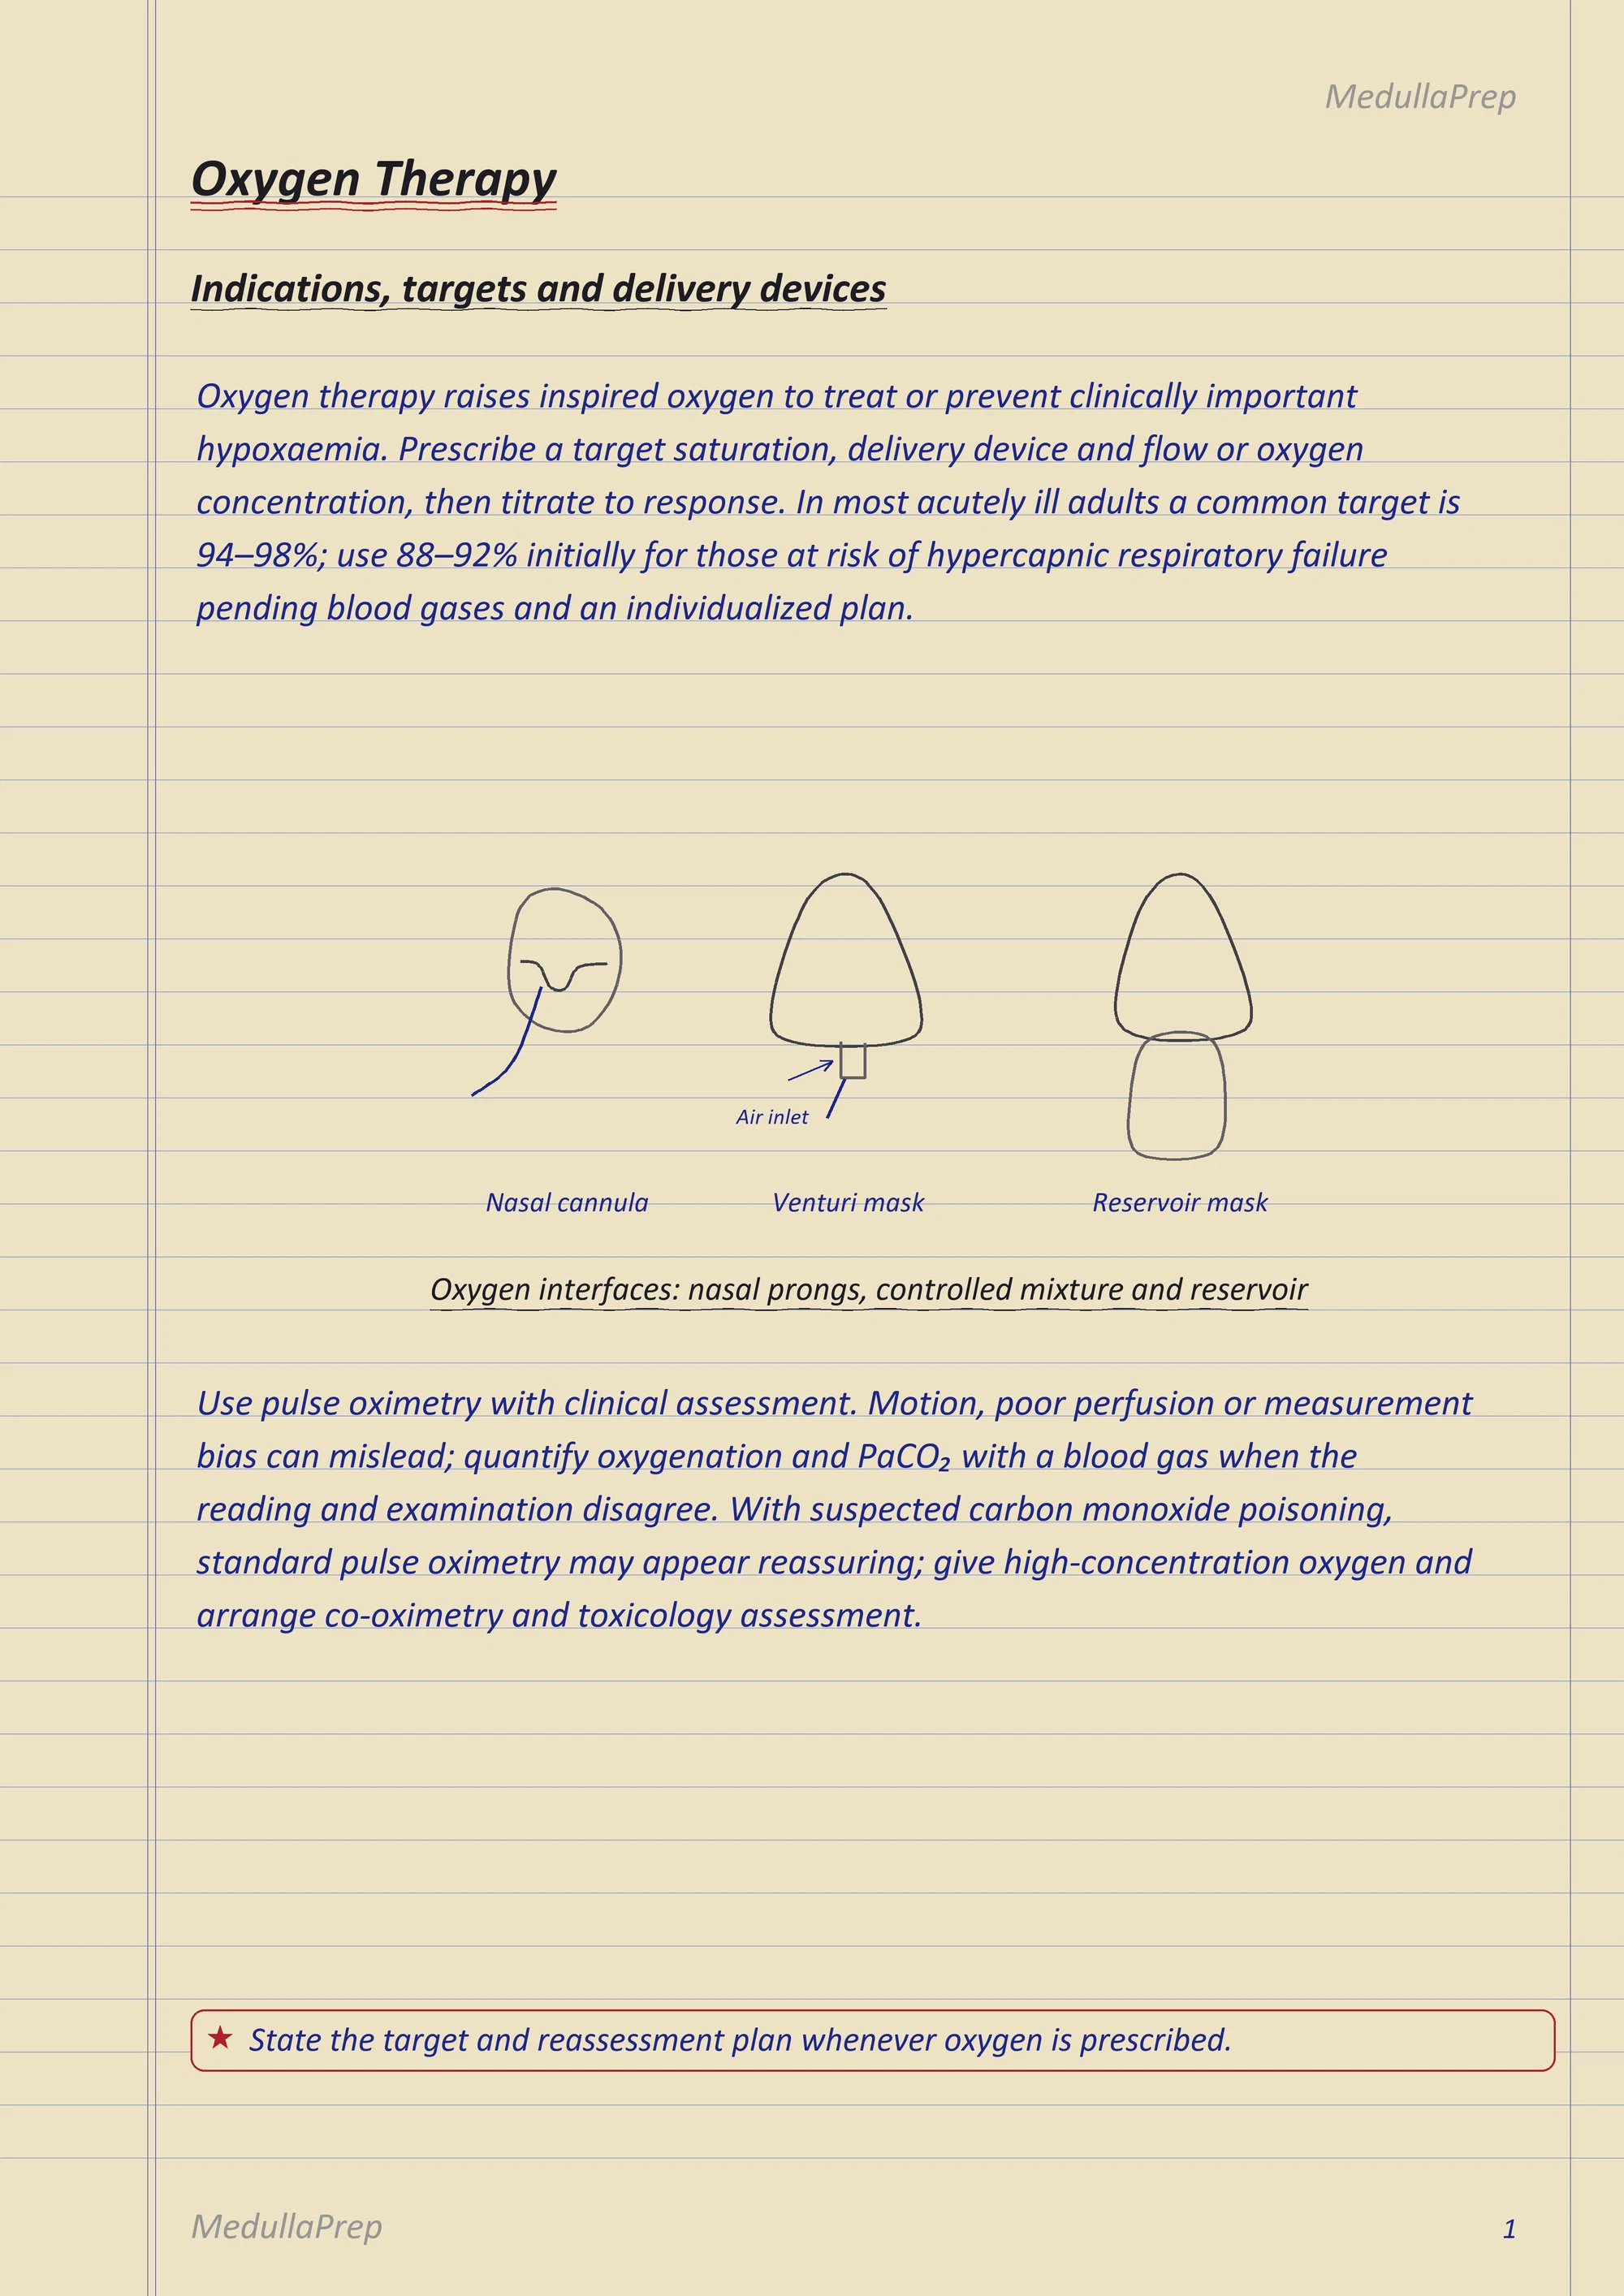 MedullaPrep
Oxygen Therapy
Indications, targets and delivery devices
Oxygen therapy raises inspired oxygen to treat or prevent clinically important
hypoxaemia. Prescribe a target saturation, delivery device and flow or oxygen
concentration, then titrate to response. In most acutely ill adults a common target is
94–98%; use 88–92% initially for those at risk of hypercapnic respiratory failure
pending blood gases and an individualized plan.
Air inlet
Nasal cannula
Venturi mask
Reservoir mask
Oxygen interfaces: nasal prongs, controlled mixture and reservoir
Use pulse oximetry with clinical assessment. Motion, poor perfusion or measurement
bias can mislead; quantify oxygenation and PaCO₂ with a blood gas when the
reading and examination disagree. With suspected carbon monoxide poisoning,
standard pulse oximetry may appear reassuring; give high-concentration oxygen and
arrange co-oximetry and toxicology assessment.
★ State the target and reassessment plan whenever oxygen is prescribed.
MedullaPrep
1